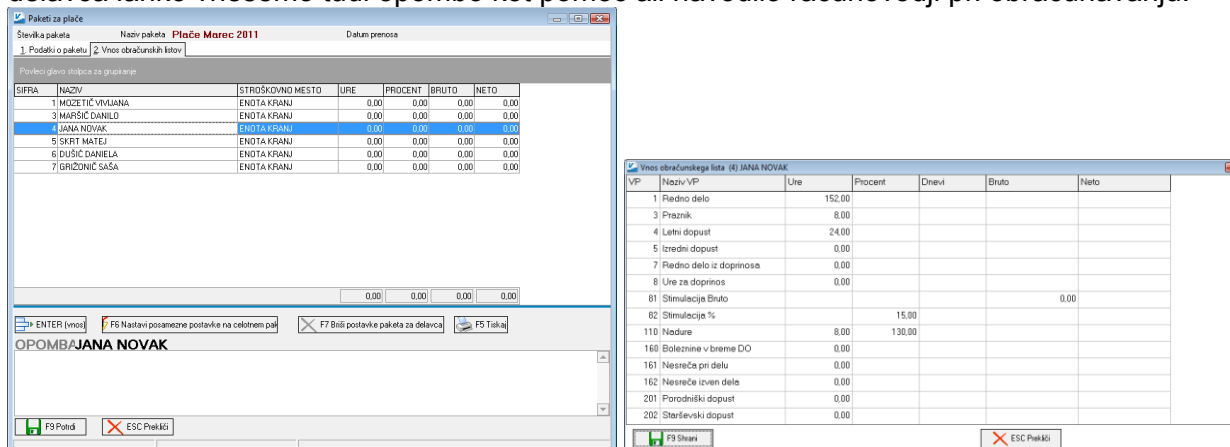 Paketi za plače
Številka paketa Naziv paketa Plače Marec 2011 Datum prenosa
1. Podatki o paketu 2. Vnos obračunskih listov
Povleci glavo stolpca za grupiranje
SIFRA NAZIV STROŠKOVNO MESTO URE PROCENT BRUTO NETO
1 MOZETIČ VIVIJANA ENOTA KRANJ 0,00 0,00 0,00 0,00
3 MARŠIČ DANILO ENOTA KRANJ 0,00 0,00 0,00 0,00
4 JANA NOVAK ENOTA KRANJ 0,00 0,00 0,00 0,00
5 SKRT MATEJ ENOTA KRANJ 0,00 0,00 0,00 0,00
6 DUŠIČ DANIELA ENOTA KRANJ 0,00 0,00 0,00 0,00
7 GRIŽONIČ SAŠA ENOTA KRANJ 0,00 0,00 0,00 0,00
0,00 0,00 0,00 0,00
ENTER (vnos) F6 Nastavi posamezne postavke na celotnem pak F7 Briši postavke paketa za delavca F5 Tiskaj
OPOMBA JANA NOVAK
F9 Potrdi ESC Prekliči
Vnos obračunskega lista (4) JANA NOVAK
VP Naziv VP Ure Procent Dnevi Bruto Neto
1 Redno delo 152,00
3 Praznik 8,00
4 Letni dopust 24,00
5 Izredni dopust 0,00
7 Redno delo iz doprinosa 0,00
8 Ure za doprinos 0,00
81 Stimulacija Bruto 0,00
82 Stimulacija % 15,00
110 Nadure 8,00 130,00
160 Boleznine v breme DO 0,00
161 Nesreča pri delu 0,00
162 Nesreče izven dela 0,00
201 Porodniški dopust 0,00
202 Starševski dopust 0,00
F9 Shrani ESC Prekliči